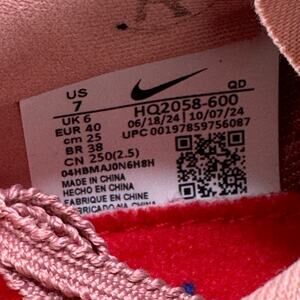 US
7
UK 6
EUR 40
cm 25
BR 38
CN 250(2.5)
04HBMAJ0N6H8H
MADE IN CHINA
HECHO EN CHINA
FABRIQUE EN CHINE
FABRICADO NA CHINA
QD
HQ2058-600
06/18/24 | 10/07/24
UPC 00197859756087